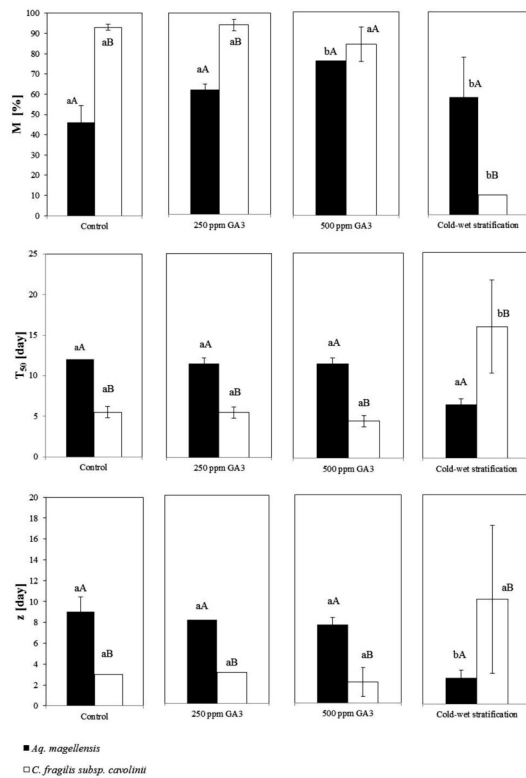 M [%]
100
90
80
70
60
50
40
30
20
10
0
aA
aB
Control
aA
aB
250 ppm GA3
bA
aA
500 ppm GA3
bA
bB
Cold-wet stratification
T50 [day]
25
20
15
10
5
0
aA
aB
Control
aA
aB
250 ppm GA3
aA
aB
500 ppm GA3
aA
bB
Cold-wet stratification
z [day]
20
18
16
14
12
10
8
6
4
2
0
aA
aB
Control
aA
aB
250 ppm GA3
aA
aB
500 ppm GA3
bA
aB
Cold-wet stratification
Aq. magellensis
C. fragilis subsp. cavolinii